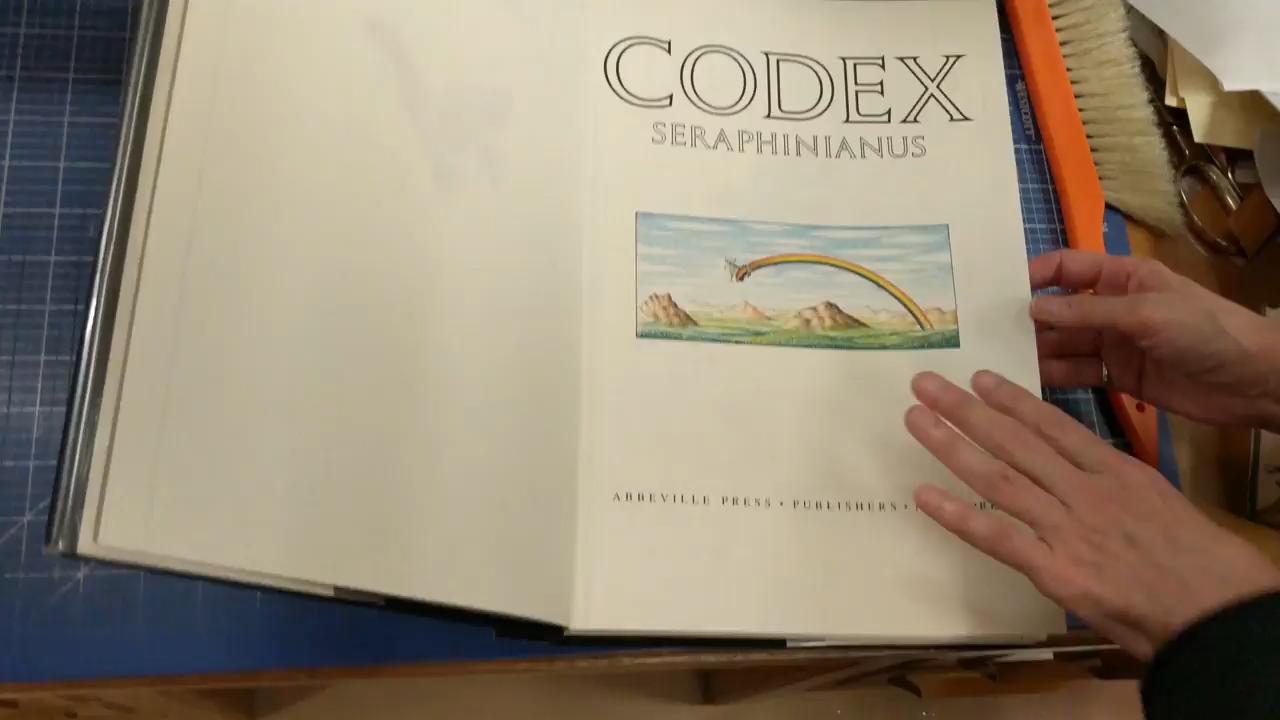 CODEX
SERAPHINIANUS
ABBEVILLE PRESS • PUBLISHERS •